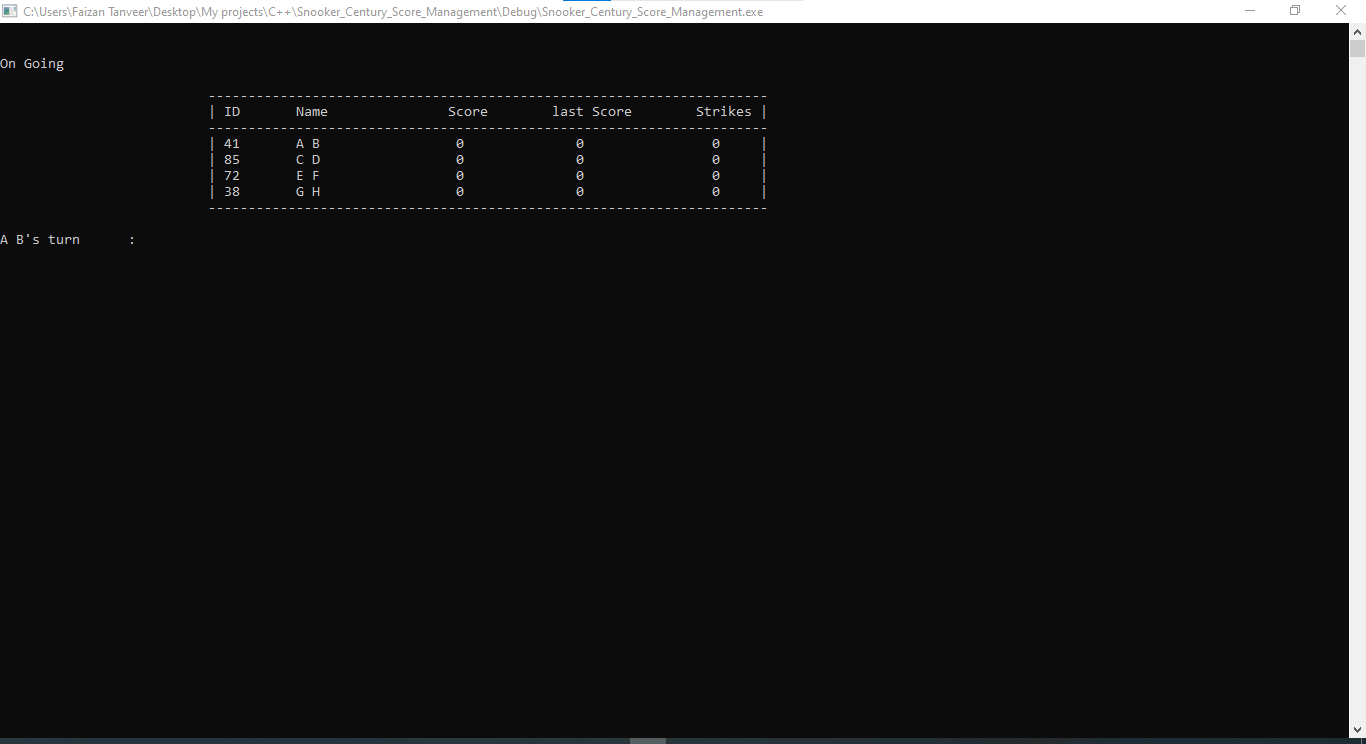 C:\Users\Faizan Tanveer\Desktop\My projects\C++\Snooker_Century_Score_Management\Debug\Snooker_Century_Score_Management.exe
On Going
----------------------------------------------------------------------
| ID       Name               Score        last Score        Strikes |
----------------------------------------------------------------------
| 41       A B                 0              0                0     |
| 85       C D                 0              0                0     |
| 72       E F                 0              0                0     |
| 38       G H                 0              0                0     |
----------------------------------------------------------------------
A B's turn      :